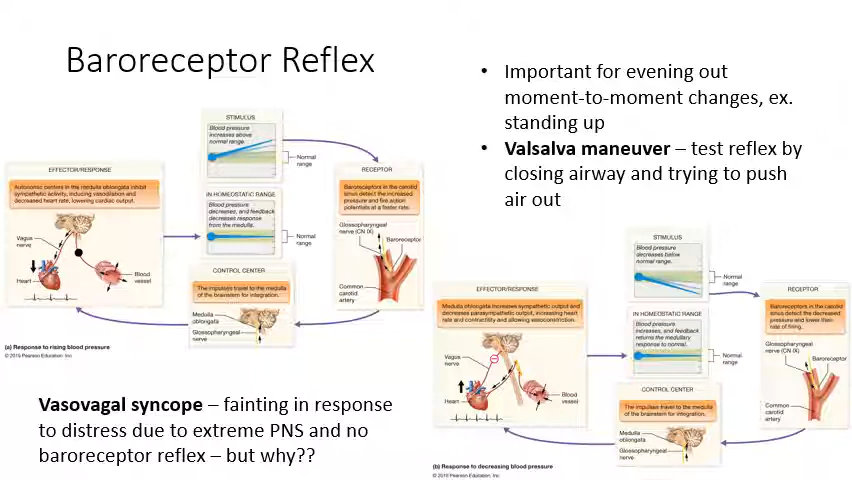 Baroreceptor Reflex
• Important for evening out
moment-to-moment changes, ex.
standing up
• Valsalva maneuver – test reflex by
closing airway and trying to push
air out
STIMULUS
Blood pressure
increases above
normal range.
Normal
range
EFFECTOR/RESPONSE
Autonomic centers in the medulla oblongata inhibit
sympathetic activity, inducing vasodilation and
decreased heart rate, lowering cardiac output.
Vagus
nerve
Heart
Blood
vessel
IN HOMEOSTATIC RANGE
Blood pressure
decreases, and feedback
decreases response
from the medulla.
Normal
range
RECEPTOR
Baroreceptors in the carotid
sinus detect the increased
pressure and fire action
potentials at a faster rate.
Glossopharyngeal
nerve (CN IX)
Baroreceptor
Common
carotid
artery
CONTROL CENTER
The impulses travel to the medulla
of the brainstem for integration.
Medulla
oblongata
Glossopharyngeal
nerve
(a) Response to rising blood pressure
© 2016 Pearson Education, Inc.
STIMULUS
Blood pressure
decreases below
normal range.
Normal
range
EFFECTOR/RESPONSE
Medulla oblongata increases sympathetic output and
decreases parasympathetic output, increasing heart
rate and contractility and allowing vasoconstriction.
Vagus
nerve
Heart
Blood
vessel
IN HOMEOSTATIC RANGE
Blood pressure
increases, and feedback
returns the medullary
response to normal.
Normal
range
RECEPTOR
Baroreceptors in the carotid
sinus detect the decreased
pressure and lower their
rate of firing.
Glossopharyngeal
nerve (CN IX)
Baroreceptor
Common
carotid
artery
CONTROL CENTER
The impulses travel to the medulla
of the brainstem for integration.
Medulla
oblongata
Glossopharyngeal
nerve
(b) Response to decreasing blood pressure
© 2016 Pearson Education, Inc.
Vasovagal syncope – fainting in response
to distress due to extreme PNS and no
baroreceptor reflex – but why??